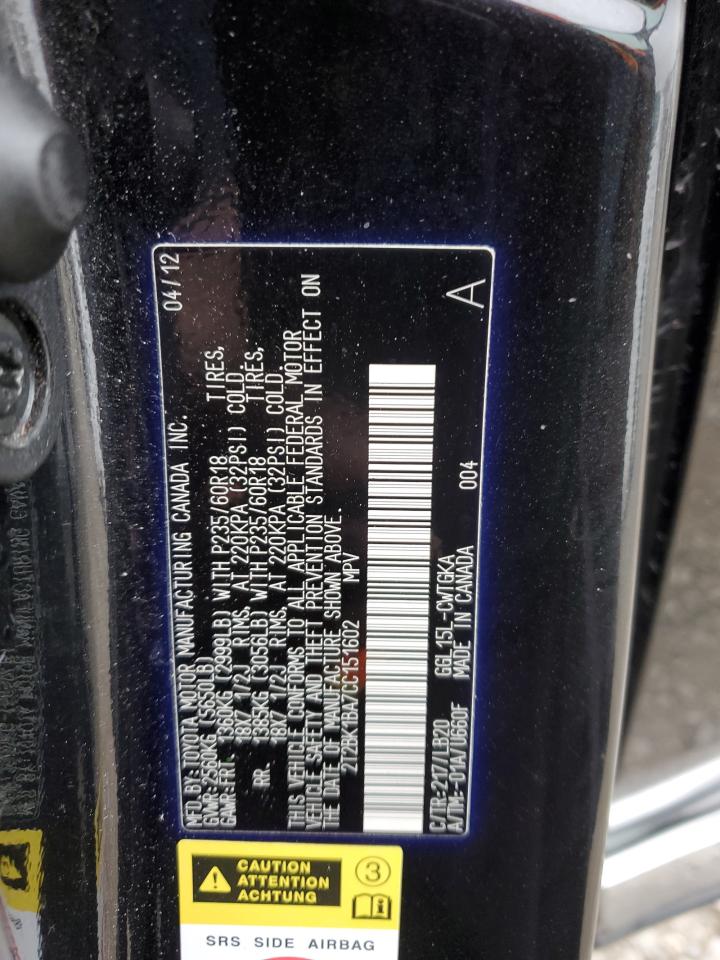 MFD. BY: TOYOTA MOTOR MANUFACTURING CANADA INC. 04/12
GVWR: 2560KG (5650LB)
GAWR: FRT. 1360KG (2999LB) WITH P235/60R18 TIRES,
18X7 1/2J RIMS, AT 220KPA (32PSI) COLD.
RR. 1385KG (3056LB) WITH P235/60R18 TIRES,
18X7 1/2J RIMS, AT 220KPA (32PSI) COLD.
THIS VEHICLE CONFORMS TO ALL APPLICABLE FEDERAL MOTOR
VEHICLE SAFETY AND THEFT PREVENTION STANDARDS IN EFFECT ON
THE DATE OF MANUFACTURE SHOWN ABOVE.
2T2BK1BA7CC151602 MPV
A
C/TR: 217/LB20 GGL15L-CWTGKA 004
A/TM: -01A/U660F MADE IN CANADA
CAUTION
ATTENTION
ACHTUNG
3
SRS SIDE AIRBAG